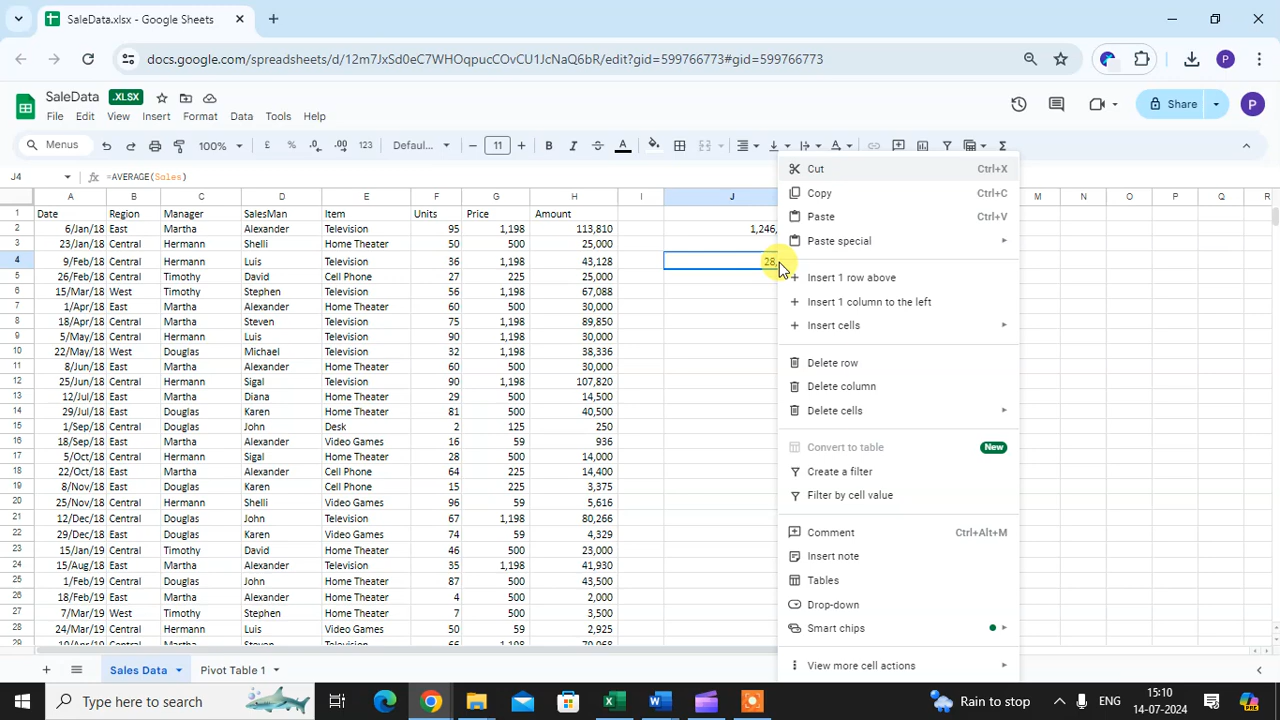 SaleData.xlsx - Google Sheets
docs.google.com/spreadsheets/d/12m7JxSd9eC7WHOqpucCOvCU1JcNaQ6bR/edit?gid=599766773#gid=599766773
P
SaleData .XLSX
File Edit View Insert Format Data Tools Help
Share
P
Menus 100% £ % .0 .00 123 Defaul... 11 B I A
J4 =AVERAGE(Sales)
A B C D E F G H I J M N O P Q R
1 Date Region Manager SalesMan Item Units Price Amount
2 6/Jan/18 East Martha Alexander Television 95 1,198 113,810 1,246,
3 23/Jan/18 Central Hermann Shelli Home Theater 50 500 25,000
4 9/Feb/18 Central Hermann Luis Television 36 1,198 43,128 28,
5 26/Feb/18 Central Timothy David Cell Phone 27 225 25,000
6 15/Mar/18 West Timothy Stephen Television 56 1,198 67,088
7 1/Apr/18 East Martha Alexander Home Theater 60 500 30,000
8 18/Apr/18 Central Martha Steven Television 75 1,198 89,850
9 5/May/18 Central Hermann Luis Television 90 1,198 30,000
10 22/May/18 West Douglas Michael Television 32 1,198 38,336
11 8/Jun/18 East Martha Alexander Home Theater 60 500 30,000
12 25/Jun/18 Central Hermann Sigal Television 90 1,198 107,820
13 12/Jul/18 East Martha Diana Home Theater 29 500 14,500
14 29/Jul/18 East Douglas Karen Home Theater 81 500 40,500
15 1/Sep/18 Central Douglas John Desk 2 125 250
16 18/Sep/18 East Martha Alexander Video Games 16 59 936
17 5/Oct/18 Central Hermann Sigal Home Theater 28 500 14,000
18 22/Oct/18 East Martha Alexander Cell Phone 64 225 14,400
19 8/Nov/18 East Douglas Karen Cell Phone 15 225 3,375
20 25/Nov/18 Central Hermann Shelli Video Games 96 59 5,616
21 12/Dec/18 Central Douglas John Television 67 1,198 80,266
22 29/Dec/18 East Douglas Karen Video Games 74 59 4,329
23 15/Jan/19 Central Timothy David Home Theater 46 500 23,000
24 15/Aug/18 East Martha Alexander Television 35 1,198 41,930
25 1/Feb/19 Central Douglas John Home Theater 87 500 43,500
26 18/Feb/19 East Martha Alexander Home Theater 4 500 2,000
27 7/Mar/19 West Timothy Stephen Home Theater 7 500 3,500
28 24/Mar/19 Central Hermann Luis Video Games 50 59 2,925
Cut Ctrl+X
Copy Ctrl+C
Paste Ctrl+V
Paste special
Insert 1 row above
Insert 1 column to the left
Insert cells
Delete row
Delete column
Delete cells
Convert to table New
Create a filter
Filter by cell value
Comment Ctrl+Alt+M
Insert note
Tables
Drop-down
Smart chips
View more cell actions
Sales Data Pivot Table 1
Type here to search
Rain to stop
ENG
15:10
14-07-2024